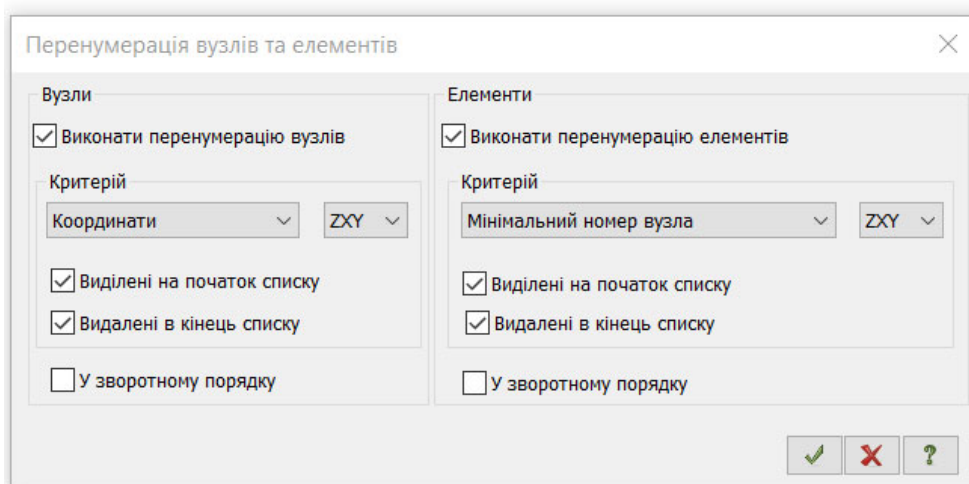 Перенумерація вузлів та елементів
Вузли
Виконати перенумерацію вузлів
Критерій
Координати ZXY
Виділені на початок списку
Видалені в кінець списку
У зворотному порядку
Елементи
Виконати перенумерацію елементів
Критерій
Мінімальний номер вузла ZXY
Виділені на початок списку
Видалені в кінець списку
У зворотному порядку
?